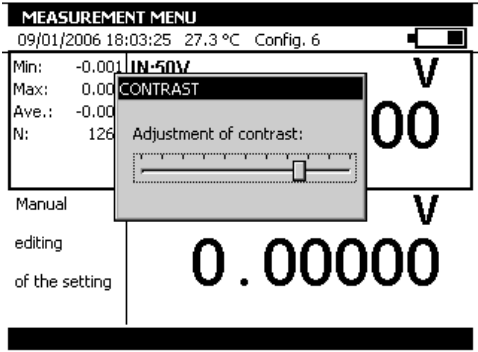 MEASUREMENT MENU
09/01/2006 18:03:25 27.3 °C Config. 6
Min: -0.001 IN:50V V
Max: 0.00
Ave.: -0.00
N: 126
00
CONTRAST
Adjustment of contrast:
Manual
editing
of the setting
V
0.00000